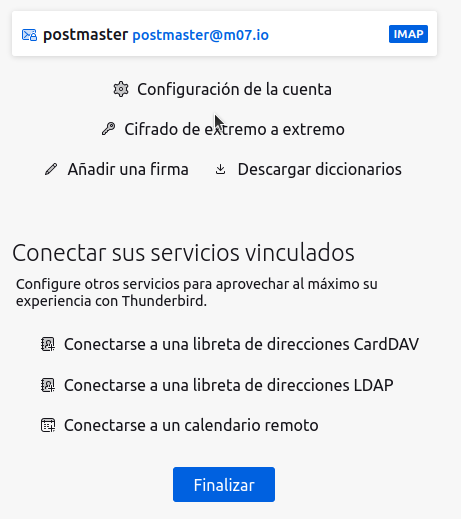 postmaster postmaster@m07.io IMAP
Configuración de la cuenta
Cifrado de extremo a extremo
Añadir una firma Descargar diccionarios
Conectar sus servicios vinculados
Configure otros servicios para aprovechar al máximo su
experiencia con Thunderbird.
Conectarse a una libreta de direcciones CardDAV
Conectarse a una libreta de direcciones LDAP
Conectarse a un calendario remoto
Finalizar